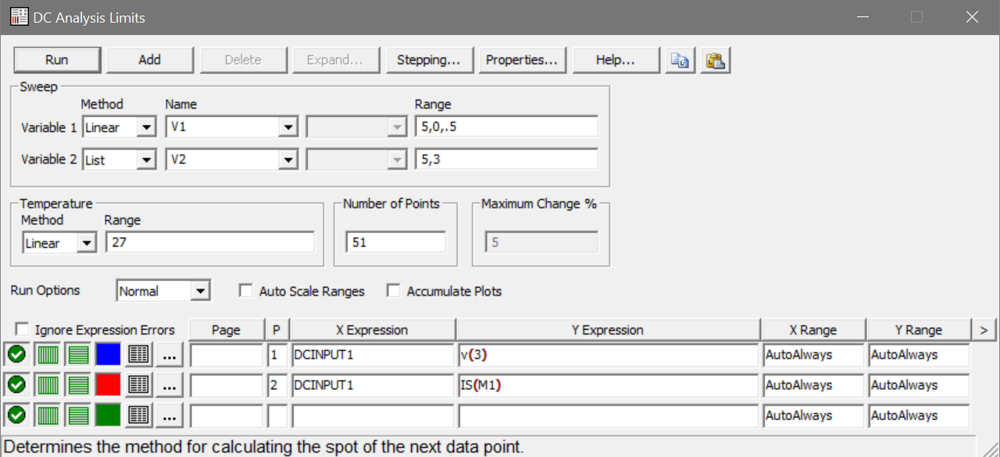 DC Analysis Limits
Run Add Delete Expand... Stepping... Properties... Help...
Sweep
Method Name Range
Variable 1 Linear V1 5,0,.5
Variable 2 List V2 5,3
Temperature Number of Points Maximum Change %
Method Range
Linear 27 51 5
Run Options Normal Auto Scale Ranges Accumulate Plots
Ignore Expression Errors Page P X Expression Y Expression X Range Y Range >
... 1 DCINPUT1 v(3) AutoAlways AutoAlways
... 2 DCINPUT1 IS(M1) AutoAlways AutoAlways
... AutoAlways AutoAlways
Determines the method for calculating the spot of the next data point.